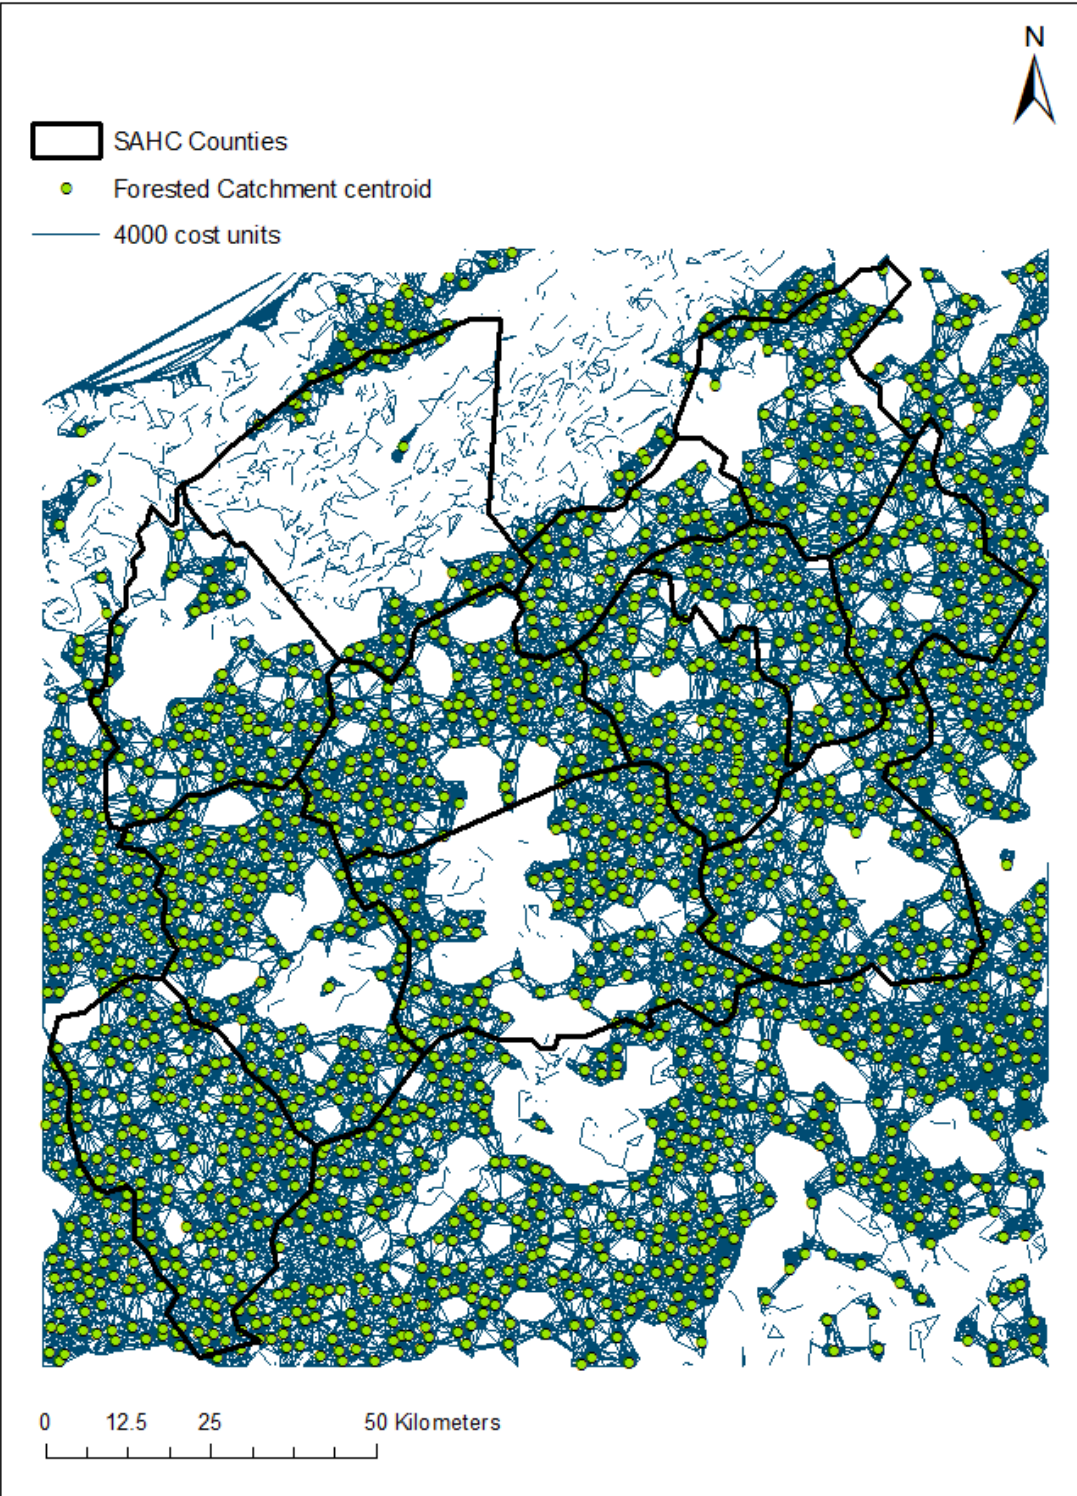 N
SAHC Counties
Forested Catchment centroid
4000 cost units
0 12.5 25 50 Kilometers